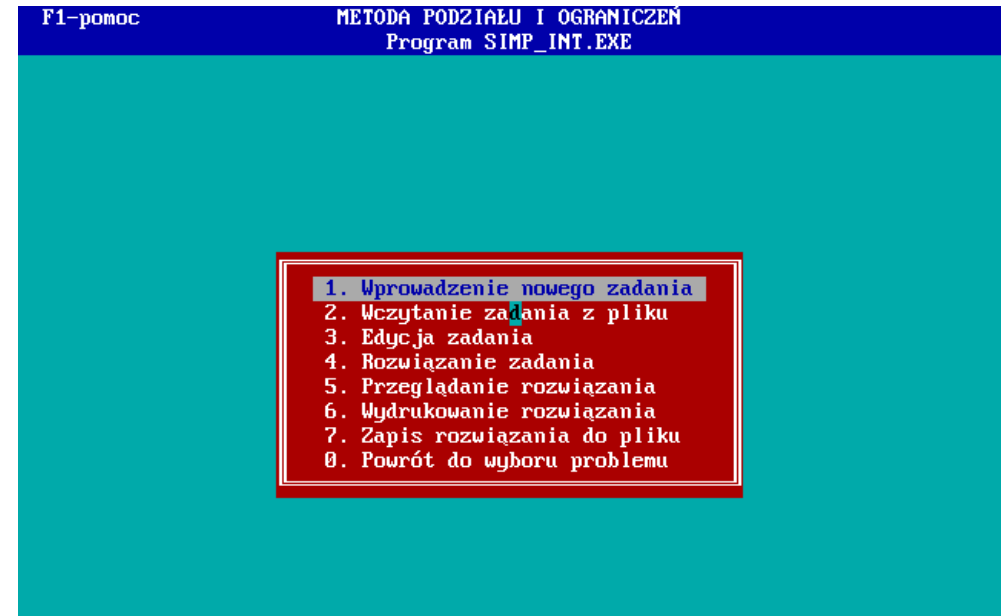 F1-pomoc
METODA PODZIAŁU I OGRANICZEŃ
Program SIMP_INT.EXE
1. Wprowadzenie nowego zadania
2. Wczytanie zadania z pliku
3. Edycja zadania
4. Rozwiązanie zadania
5. Przeglądanie rozwiązania
6. Wydrukowanie rozwiązania
7. Zapis rozwiązania do pliku
0. Powrót do wyboru problemu